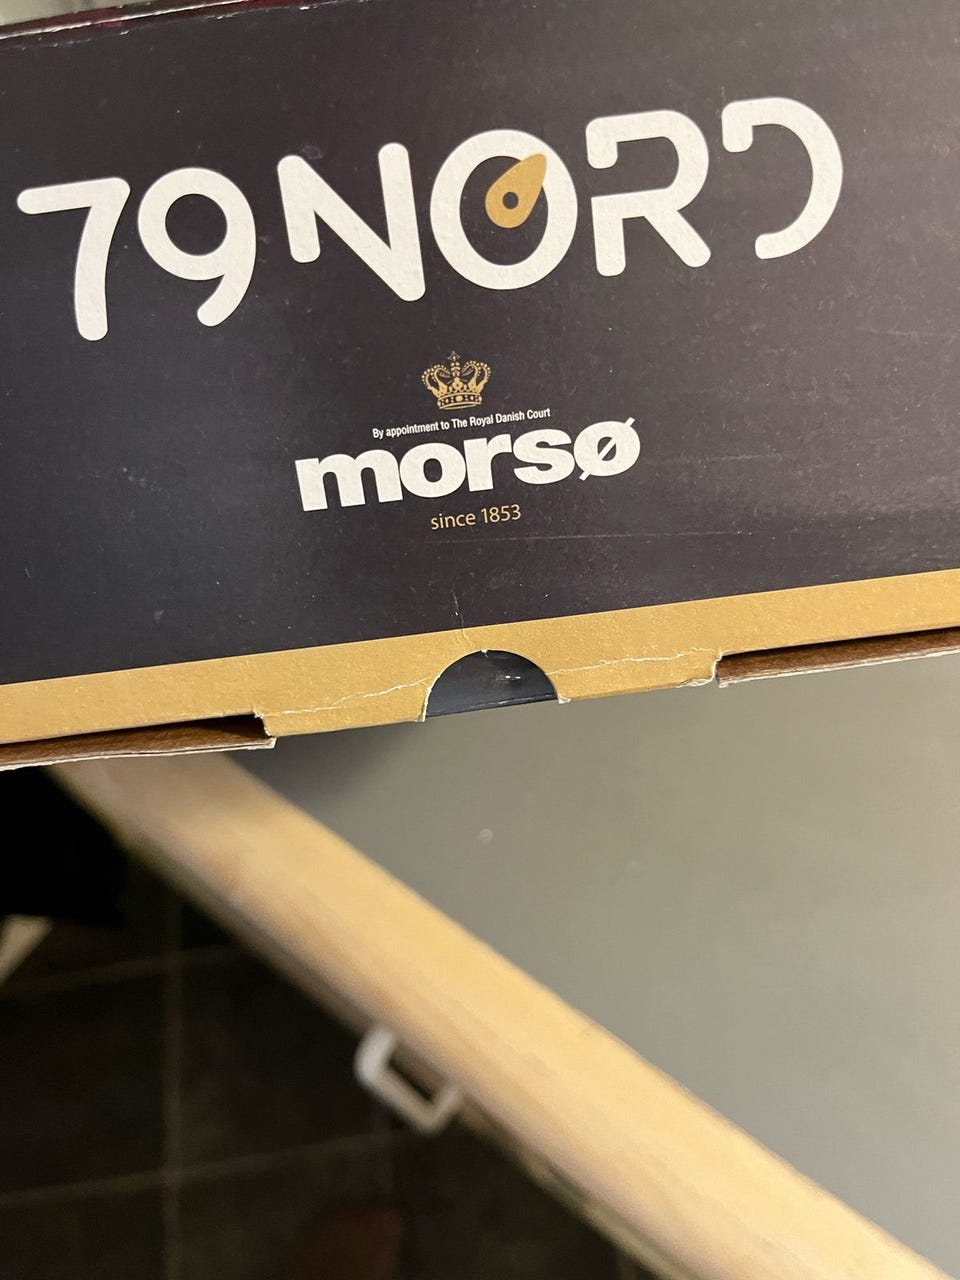 79NORD
By appointment to The Royal Danish Court
morsø
since 1853